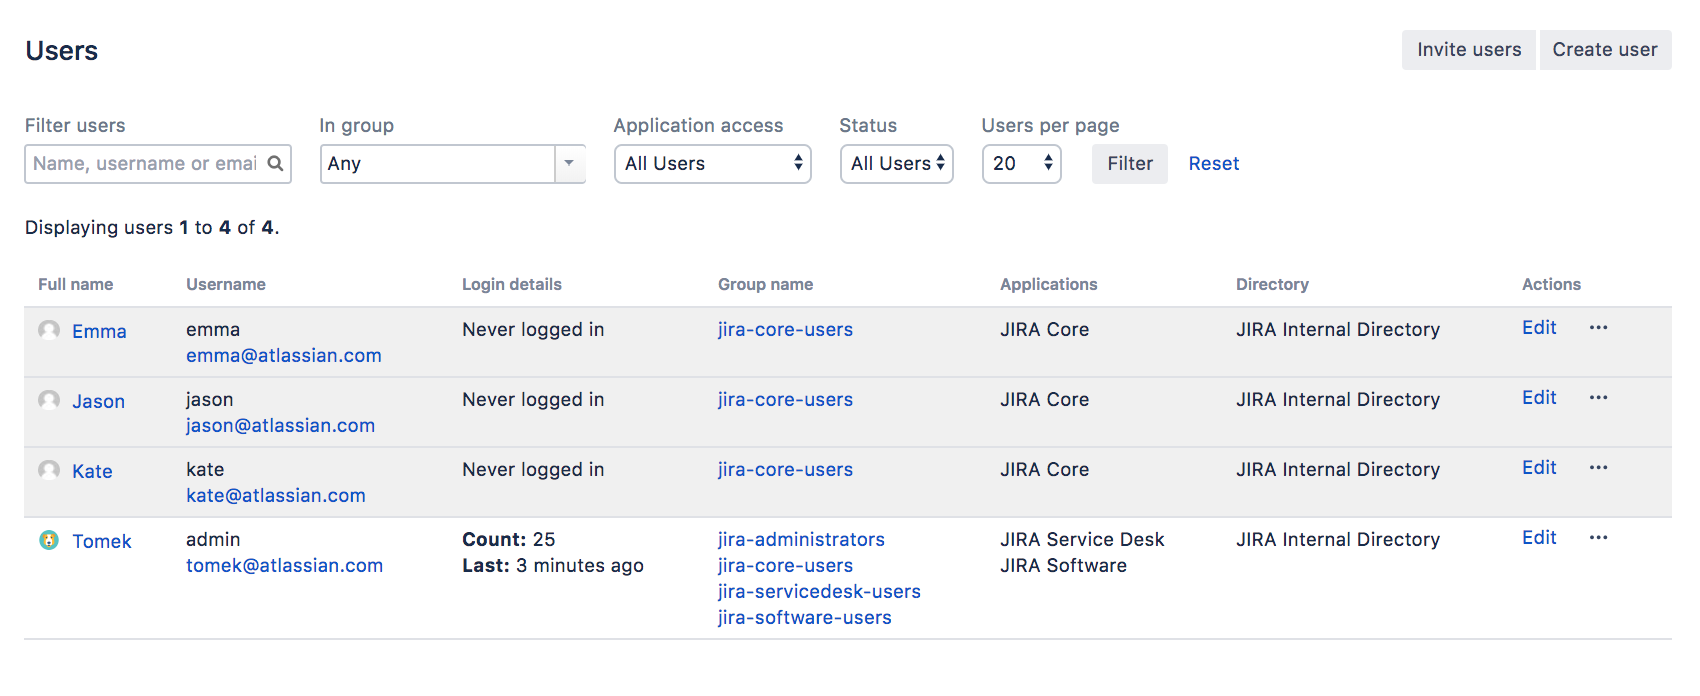 Users
Invite users
Create user
Filter users
In group
Application access
Status
Users per page
Name, username or emai
Any
All Users
All Users
20
Filter
Reset
Displaying users 1 to 4 of 4.
Full name
Username
Login details
Group name
Applications
Directory
Actions
Emma
emma
emma@atlassian.com
Never logged in
jira-core-users
JIRA Core
JIRA Internal Directory
Edit
Jason
jason
jason@atlassian.com
Never logged in
jira-core-users
JIRA Core
JIRA Internal Directory
Edit
Kate
kate
kate@atlassian.com
Never logged in
jira-core-users
JIRA Core
JIRA Internal Directory
Edit
Tomek
admin
tomek@atlassian.com
Count: 25
Last: 3 minutes ago
jira-administrators
jira-core-users
jira-servicedesk-users
jira-software-users
JIRA Service Desk
JIRA Software
JIRA Internal Directory
Edit